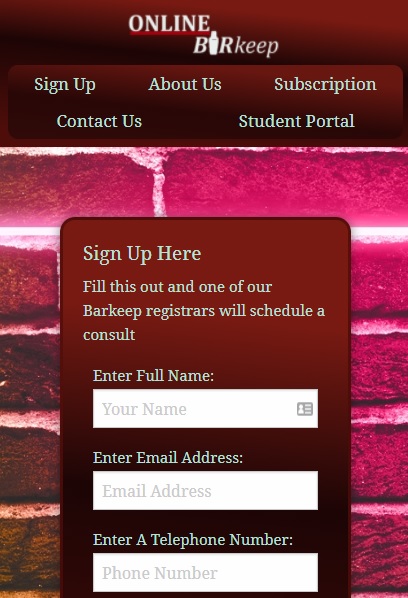 ONLINE
BARkeep
Sign Up About Us Subscription
Contact Us Student Portal
Sign Up Here
Fill this out and one of our
Barkeep registrars will schedule a
consult
Enter Full Name:
Your Name
Enter Email Address:
Email Address
Enter A Telephone Number:
Phone Number